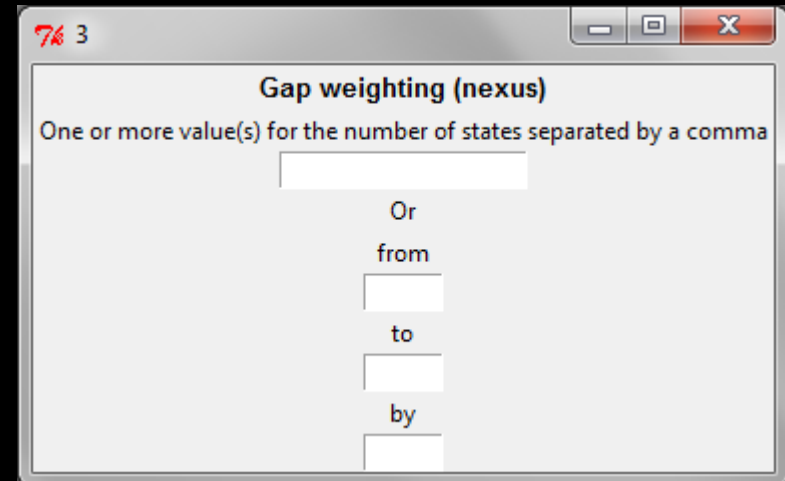 3
Gap weighting (nexus)
One or more value(s) for the number of states separated by a comma
Or
from
to
by